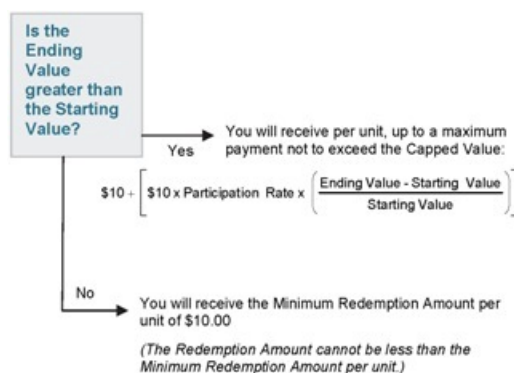 Is the
Ending
Value
greater than
the Starting
Value?
Yes
You will receive per unit, up to a maximum
payment not to exceed the Capped Value:
$10 + [ $10 x Participation Rate x ( Ending Value - Starting Value
Starting Value ) ]
No
You will receive the Minimum Redemption Amount per
unit of $10.00
(The Redemption Amount cannot be less than the
Minimum Redemption Amount per unit.)